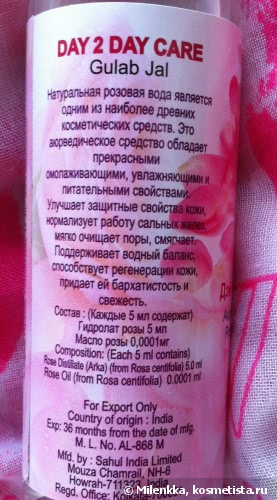 DAY 2 DAY CARE
Gulab Jal
Натуральная розовая вода является
одним из наиболее древних
косметических средств. Это
аюрведическое средство обладает
прекрасными
омолаживающими, увлажняющими и
питательными свойствами.
Улучшает защитные свойства кожи,
нормализует работу сальных желез,
мягко очищает поры, смягчает.
Поддерживает водный баланс,
способствует регенерации кожи,
придает ей бархатистость и
свежесть.
Состав : (Каждые 5 мл содержат)
Гидролат розы 5 мл
Масло розы 0,0001мг
Composition: (Each 5 ml contains)
Rose Distillate (Arka) (from Rosa centifolia) 5.0 ml
Rose Oil (from Rosa centifolia) 0.0001 ml
For Export Only
Country of origin : India
Exp: 36 months from the date of mfg.
M. L. No. AL-868 M
Mfd. by : Sahul India Limited
Mouza Chamrail, NH-6
Howrah-711323, India
Regd. Office: Kolkata
© Milenkka, kosmetista.ru